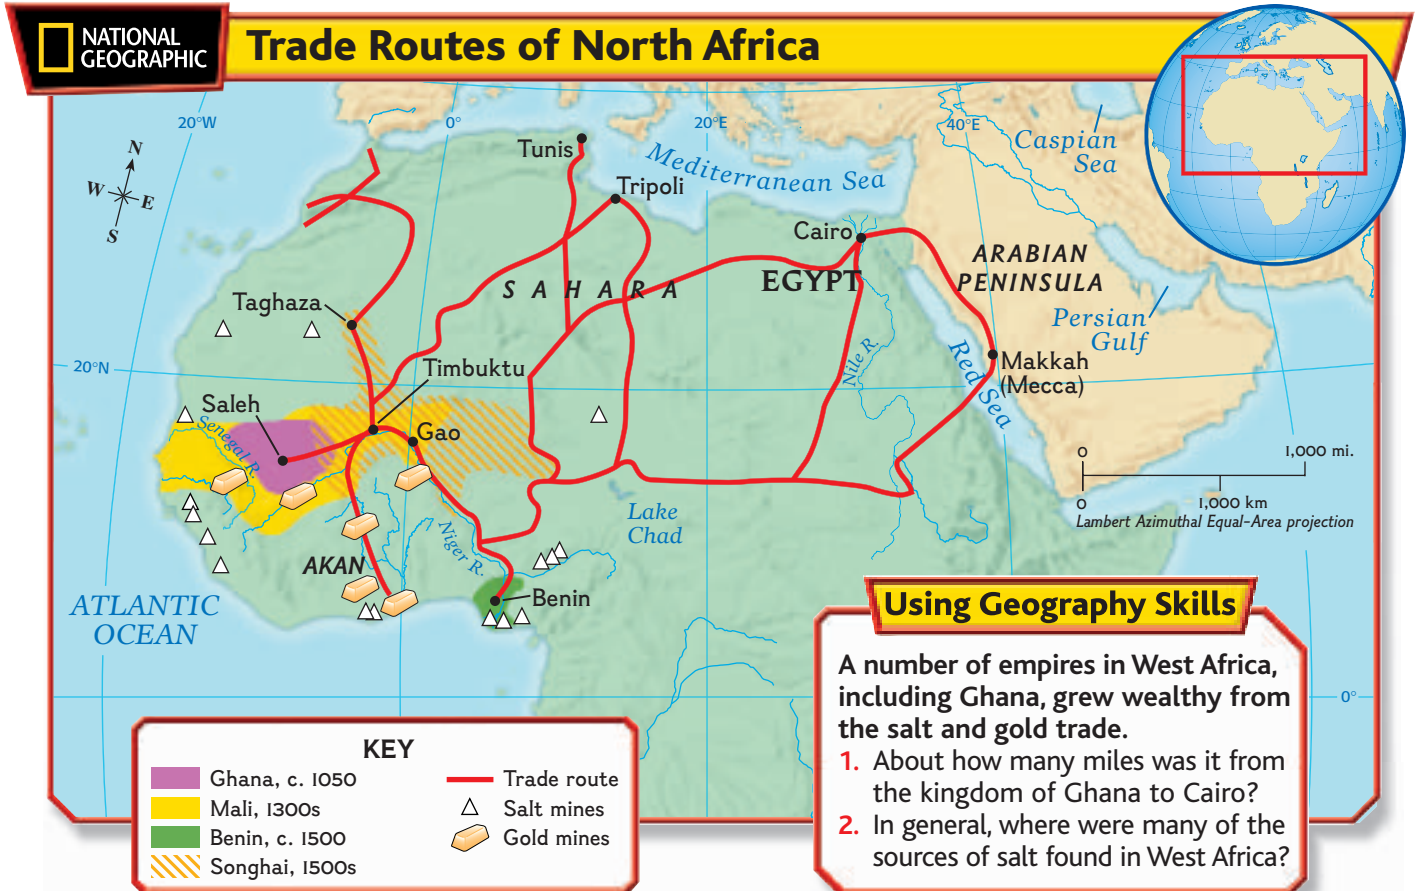 NATIONAL
GEOGRAPHIC
Trade Routes of North Africa
20°W
0°
20°E
40°E
Caspian
Sea
N
W
E
S
Tunis
Mediterranean Sea
Tripoli
Cairo
ARABIAN
PENINSULA
EGYPT
SAHARA
Taghaza
Persian
Gulf
Nile R.
Red Sea
Makkah
(Mecca)
20°N
Timbuktu
Saleh
Senegal R.
Gao
0
1,000 mi.
0
1,000 km
Lambert Azimuthal Equal-Area projection
Lake
Chad
Niger R.
AKAN
Benin
ATLANTIC
OCEAN
0°
KEY
Ghana, c. 1050
Mali, 1300s
Benin, c. 1500
Songhai, 1500s
Trade route
Salt mines
Gold mines
Using Geography Skills
A number of empires in West Africa,
including Ghana, grew wealthy from
the salt and gold trade.
1. About how many miles was it from
the kingdom of Ghana to Cairo?
2. In general, where were many of the
sources of salt found in West Africa?